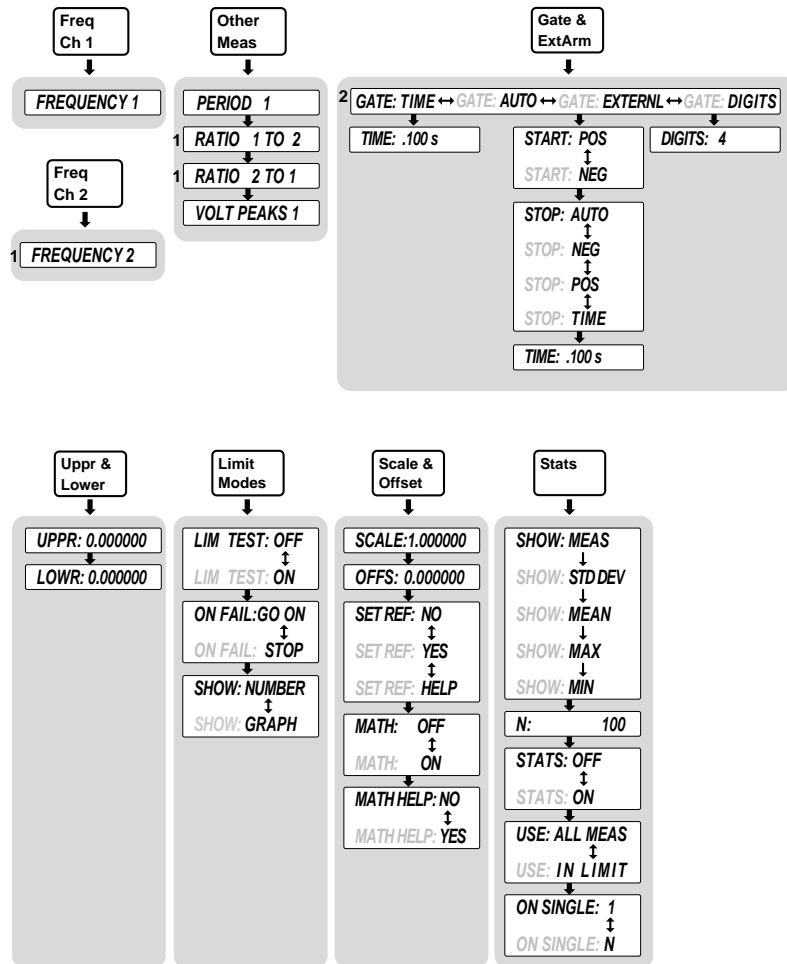 Freq
Ch 1
FREQUENCY 1
Freq
Ch 2
1 FREQUENCY 2
Other
Meas
PERIOD 1
1 RATIO 1 TO 2
1 RATIO 2 TO 1
VOLT PEAKS 1
Gate &
ExtArm
2 GATE: TIME ↔ GATE: AUTO ↔ GATE: EXTERNL ↔ GATE: DIGITS
TIME: .100 s
START: POS
START: NEG
STOP: AUTO
STOP: NEG
STOP: POS
STOP: TIME
TIME: .100 s
DIGITS: 4
Uppr &
Lower
UPPR: 0.000000
LOWR: 0.000000
Limit
Modes
LIM TEST: OFF
LIM TEST: ON
ON FAIL:GO ON
ON FAIL: STOP
SHOW: NUMBER
SHOW: GRAPH
Scale &
Offset
SCALE:1.000000
OFFS: 0.000000
SET REF: NO
SET REF: YES
SET REF: HELP
MATH: OFF
MATH: ON
MATH HELP: NO
MATH HELP: YES
Stats
SHOW: MEAS
SHOW: STD DEV
SHOW: MEAN
SHOW: MAX
SHOW: MIN
N: 100
STATS: OFF
STATS: ON
USE: ALL MEAS
USE: IN LIMIT
ON SINGLE: 1
ON SINGLE: N